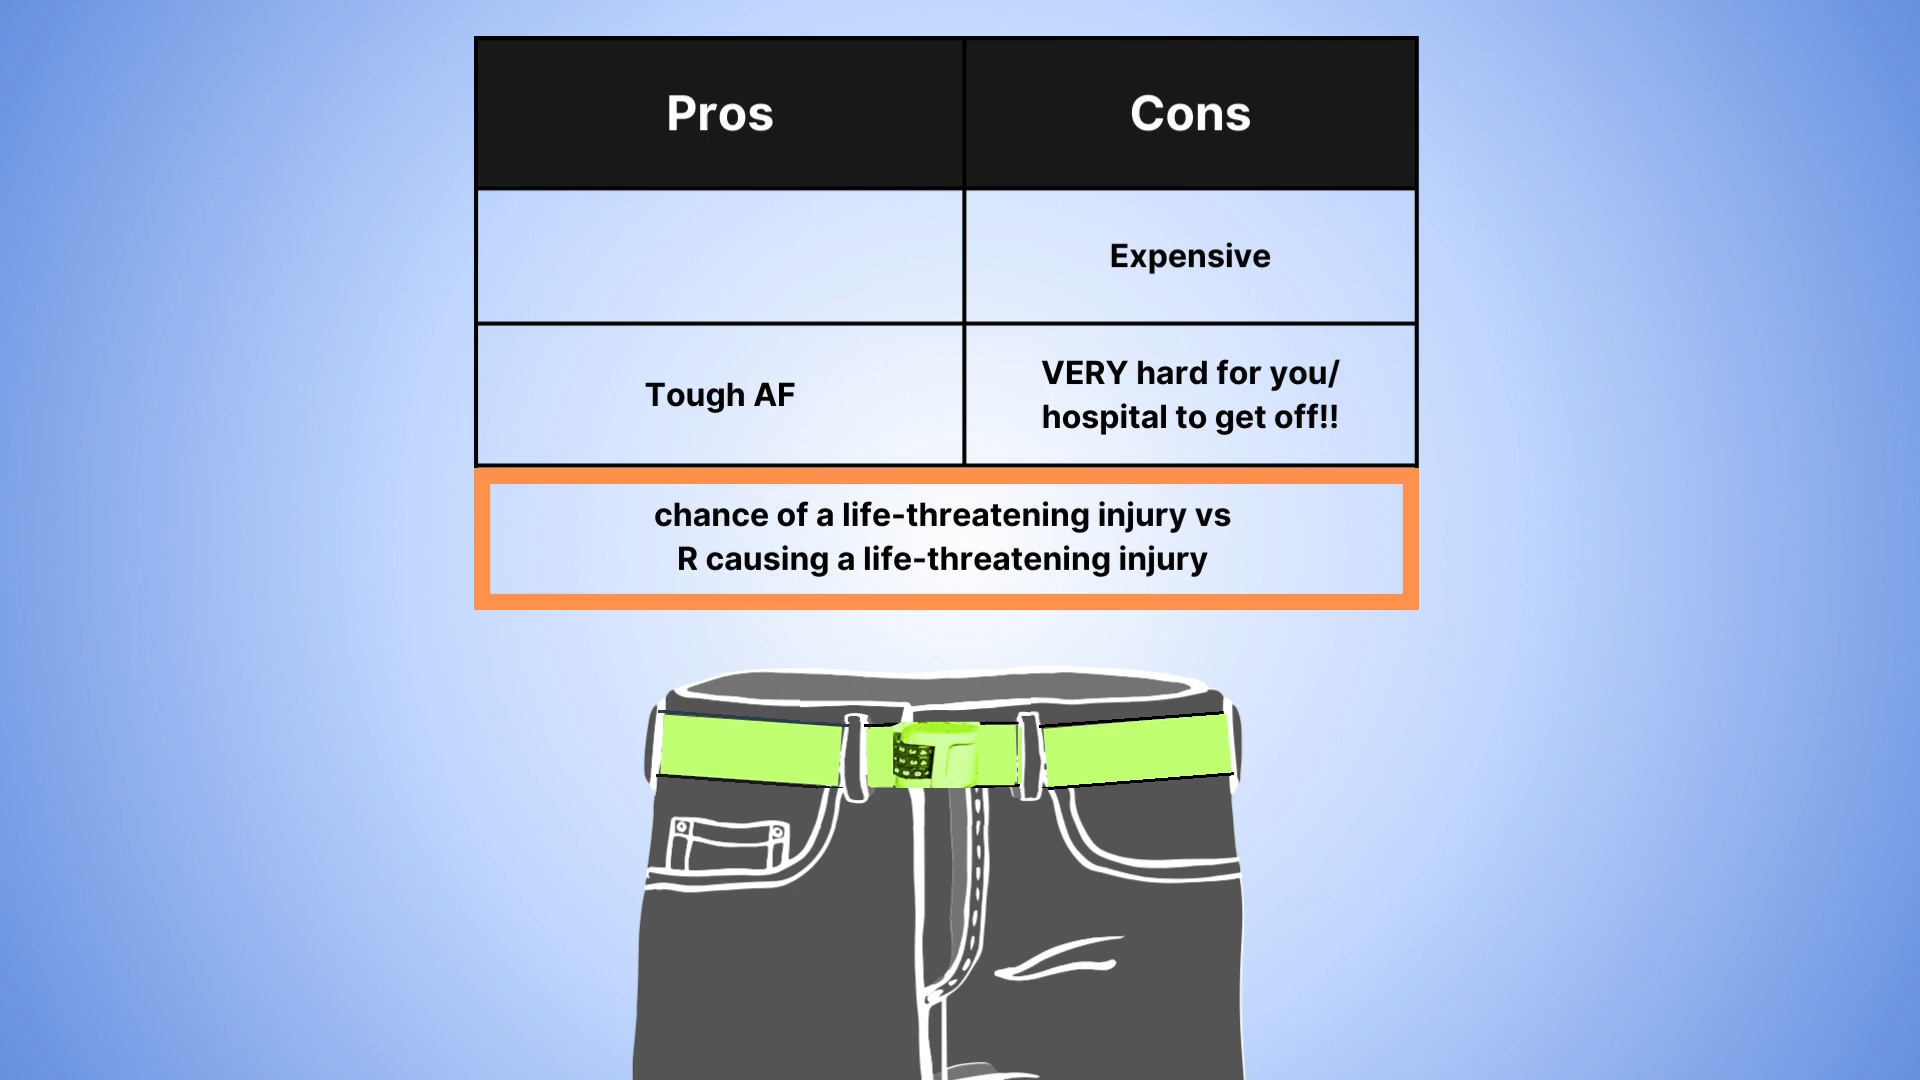 Pros
Cons
Expensive
Tough AF
VERY hard for you/
hospital to get off!!
chance of a life-threatening injury vs
R causing a life-threatening injury